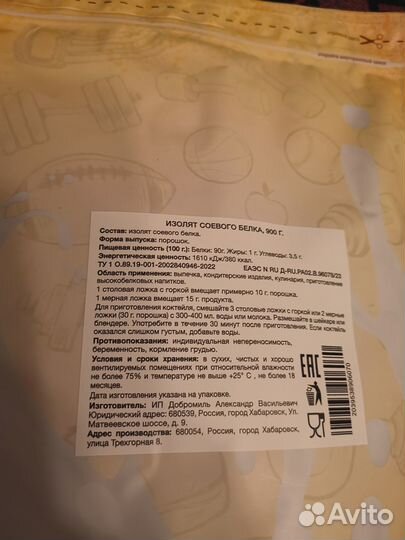 ИЗОЛЯТ СОЕВОГО БЕЛКА, 900 Г.
Состав: изолят соевого белка.
Форма выпуска: порошок.
Пищевая ценность (100 г.): Белки: 90г. Жиры: 1 г. Углеводы: 3,5 г.
Энергетическая ценность: 1610 кДж/380 ккал.
ТУ 1 О.89.19-001-2002840946-2022 ЕАЭС N RU Д-RU.РА02.В.96078/23
Область применения: выпечка, кондитерские изделия, кулинария, приготовление
высокобелковых напитков.
1 столовая ложка с горкой вмещает примерно 10 г. порошка.
1 мерная ложка вмещает 15 г. продукта.
Для приготовления коктейля, смешайте 3 столовые ложки с горкой или 2 мерные
ложки (30 г. порошка) с 300-400 мл. воды или молока. Размешайте в шейкере или
блендере. Употребите в течение 30 минут после приготовления. Если коктейль
оказался слишком густым, добавьте воды.
Противопоказания: индивидуальная непереносимость,
беременность, кормление грудью.
Условия и сроки хранения: в сухих, чистых и хорошо
вентилируемых помещениях при относительной влажности
не более 75% и температуре не выше +25° С , не более 18
месяцев.
Дата изготовления указана на упаковке.
Изготовитель: ИП Добромиль Александр Васильевич
Юридический адрес: 680539, Россия, город Хабаровск, Ул.
Матвеевское шоссе, д. 9.
Адрес производства: 680054, Россия, город Хабаровск,
улица Трехгорная 8.
EAC
2039538906070
Avito